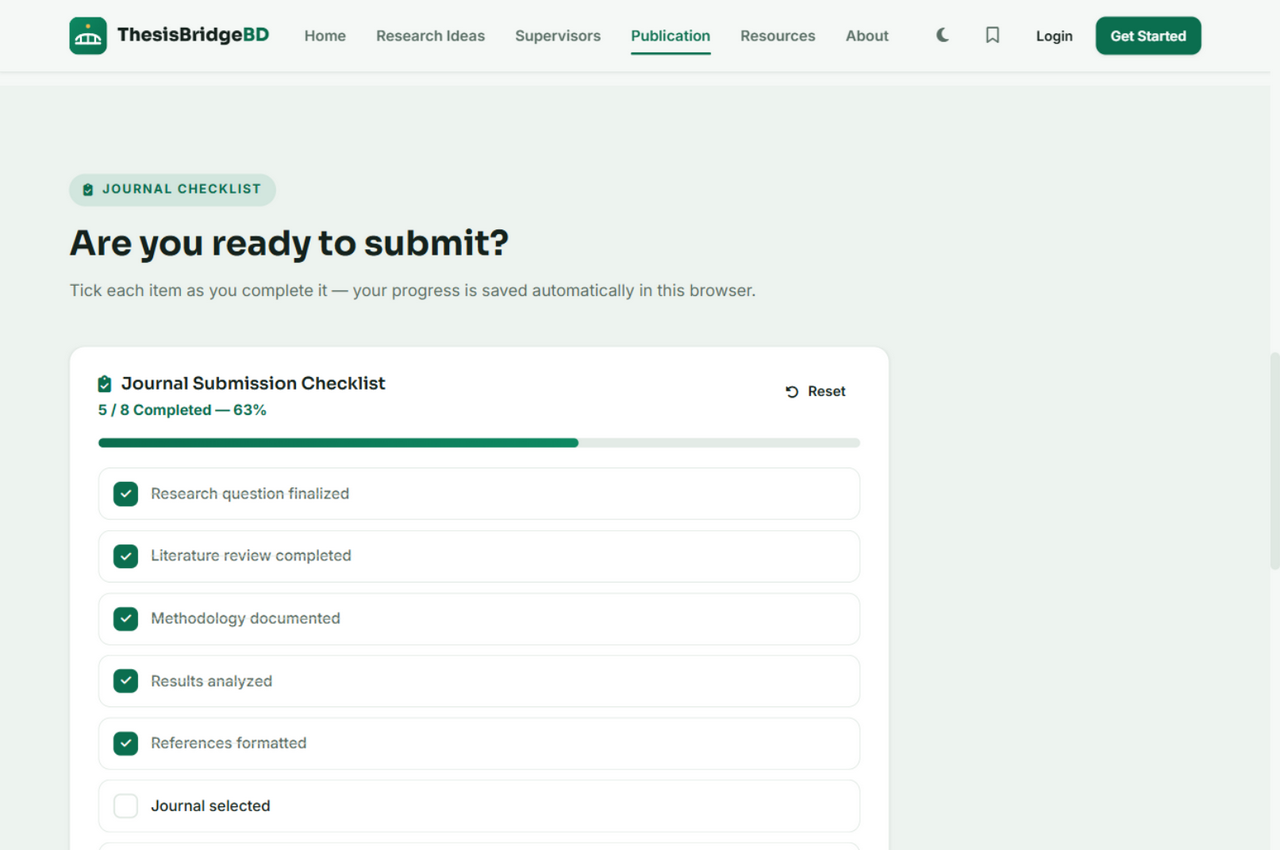 ThesisBridgeBD Home Research Ideas Supervisors Publication Resources About Login Get Started
JOURNAL CHECKLIST
Are you ready to submit?
Tick each item as you complete it — your progress is saved automatically in this browser.
Journal Submission Checklist
Reset
5 / 8 Completed — 63%
Research question finalized
Literature review completed
Methodology documented
Results analyzed
References formatted
Journal selected